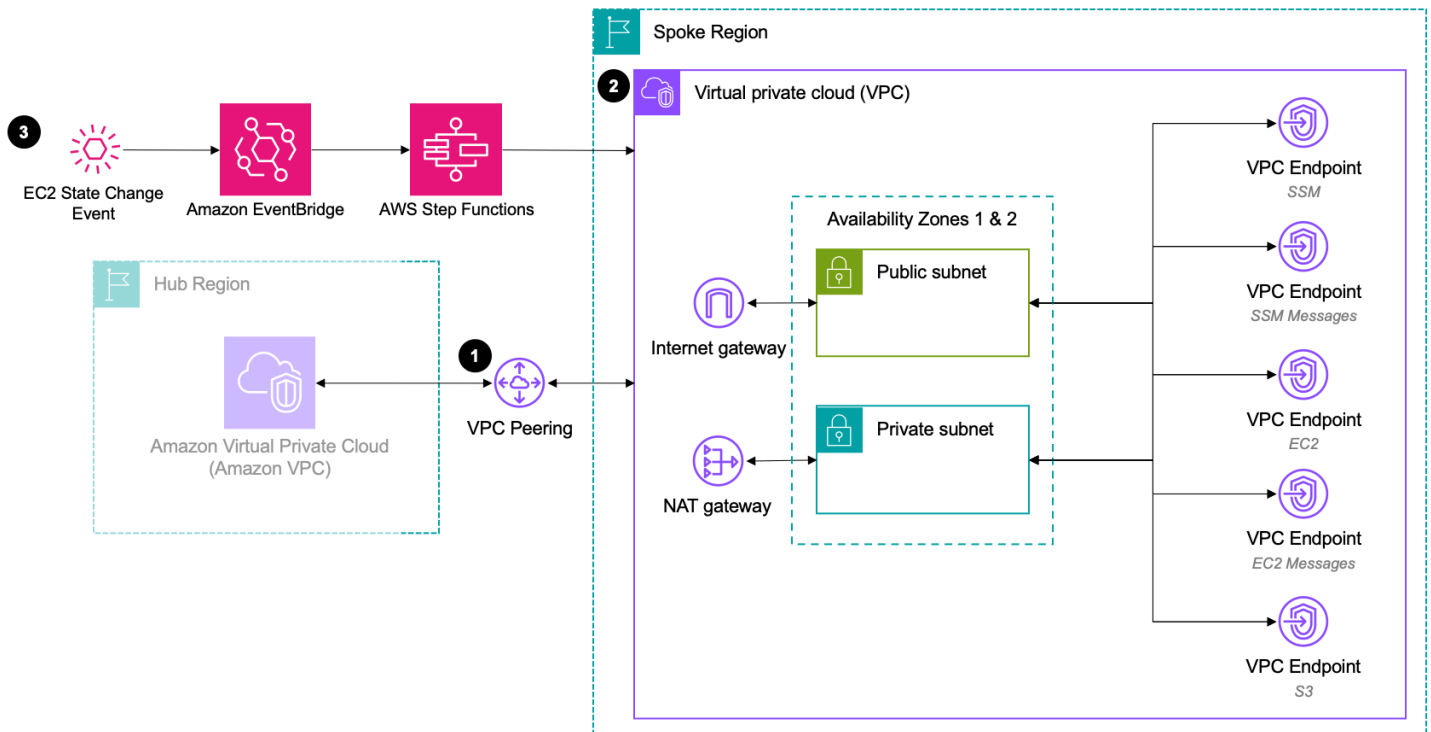 Spoke Region
2
Virtual private cloud (VPC)
3
EC2 State Change
Event
Amazon EventBridge
AWS Step Functions
Hub Region
Amazon Virtual Private Cloud
(Amazon VPC)
1
VPC Peering
Availability Zones 1 & 2
Public subnet
Internet gateway
Private subnet
NAT gateway
VPC Endpoint
SSM
VPC Endpoint
SSM Messages
VPC Endpoint
EC2
VPC Endpoint
EC2 Messages
VPC Endpoint
S3